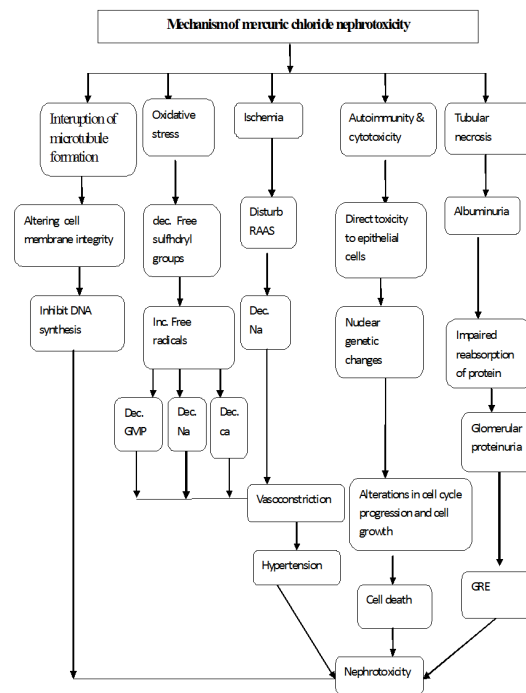 Mechanism of mercuric chloride nephrotoxicity
Interuption of
microtubule
formation
Oxidative
stress
Ischemia
Autoimmunity &
cytotoxicity
Tubular
necrosis
Altering cell
membrane integrity
dec. Free
sulfhdryl
groups
Disturb
RAAS
Direct toxicity
to epithelial
cells
Albuminuria
Inhibit DNA
synthesis
Inc. Free
radicals
Dec.
Na
Nuclear
genetic
changes
Impaired
reabsorption
of protein
Dec.
GMP
Dec.
Na
Dec.
ca
Glomerular
proteinuria
Vasoconstriction
Alterations in cell cycle
progression and cell
growth
Hypertension
Cell death
GRE
Nephrotoxicity